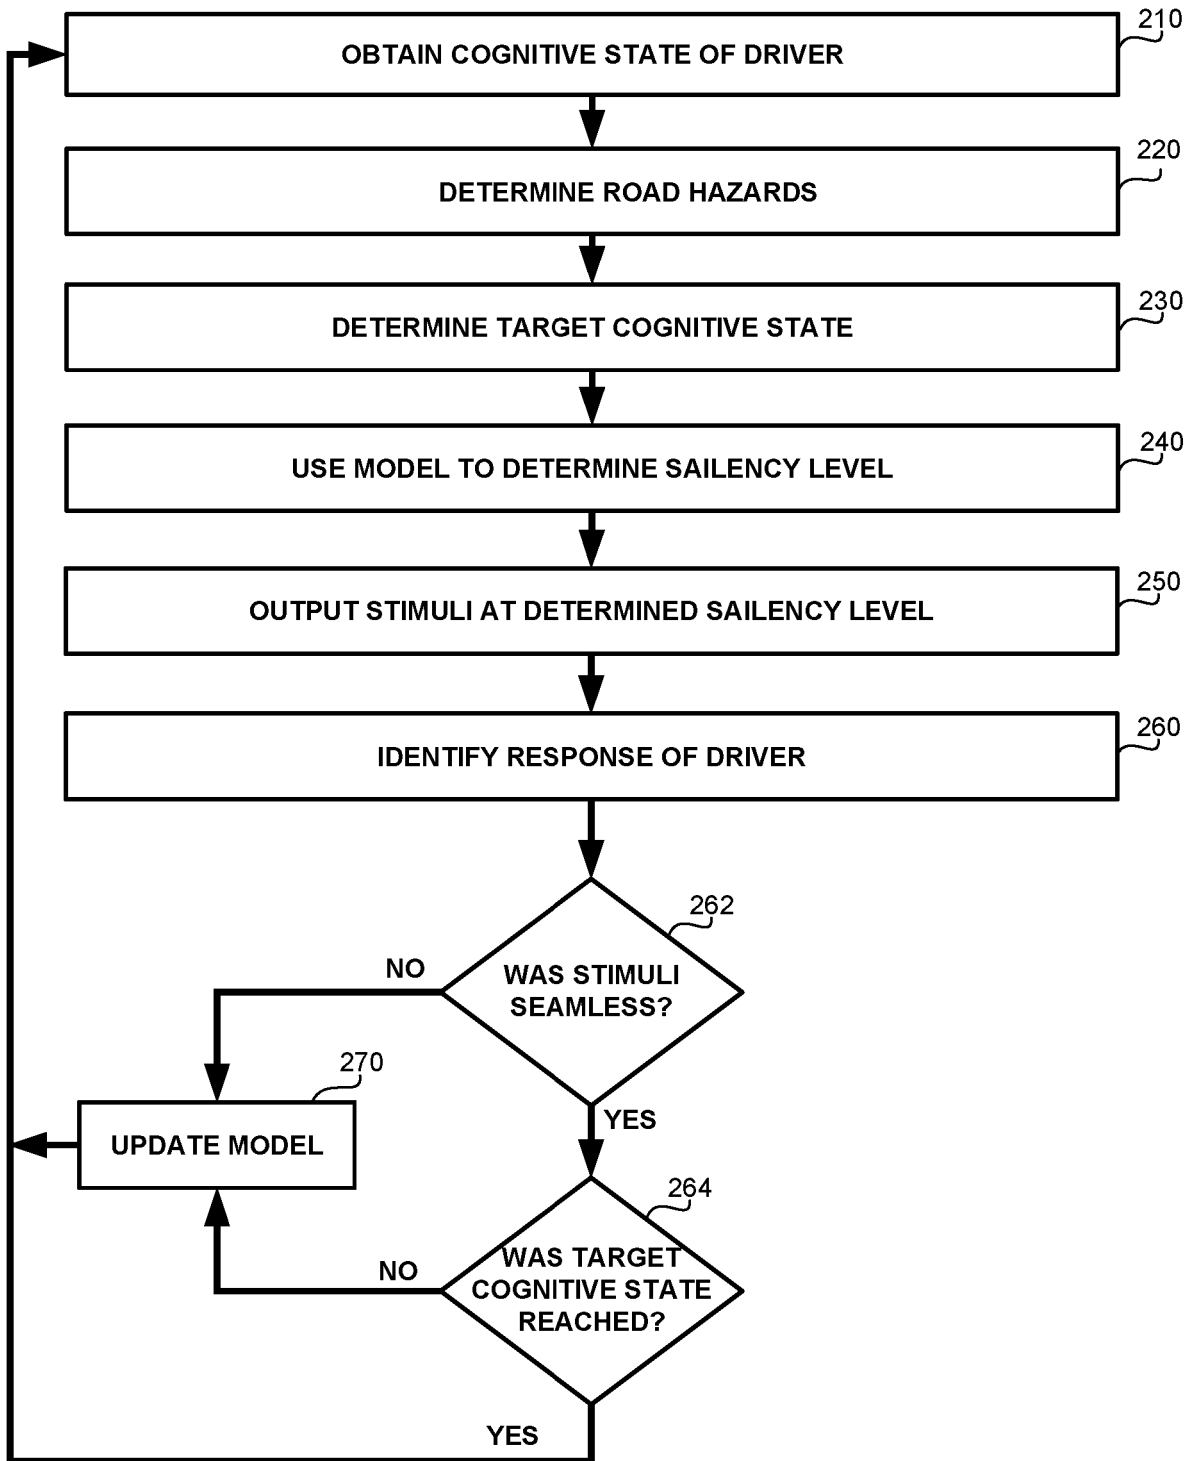 210
OBTAIN COGNITIVE STATE OF DRIVER
220
DETERMINE ROAD HAZARDS
230
DETERMINE TARGET COGNITIVE STATE
240
USE MODEL TO DETERMINE SAILENCY LEVEL
250
OUTPUT STIMULI AT DETERMINED SAILENCY LEVEL
260
IDENTIFY RESPONSE OF DRIVER
262
NO
WAS STIMULI
SEAMLESS?
270
YES
UPDATE MODEL
264
NO
WAS TARGET
COGNITIVE STATE
REACHED?
YES